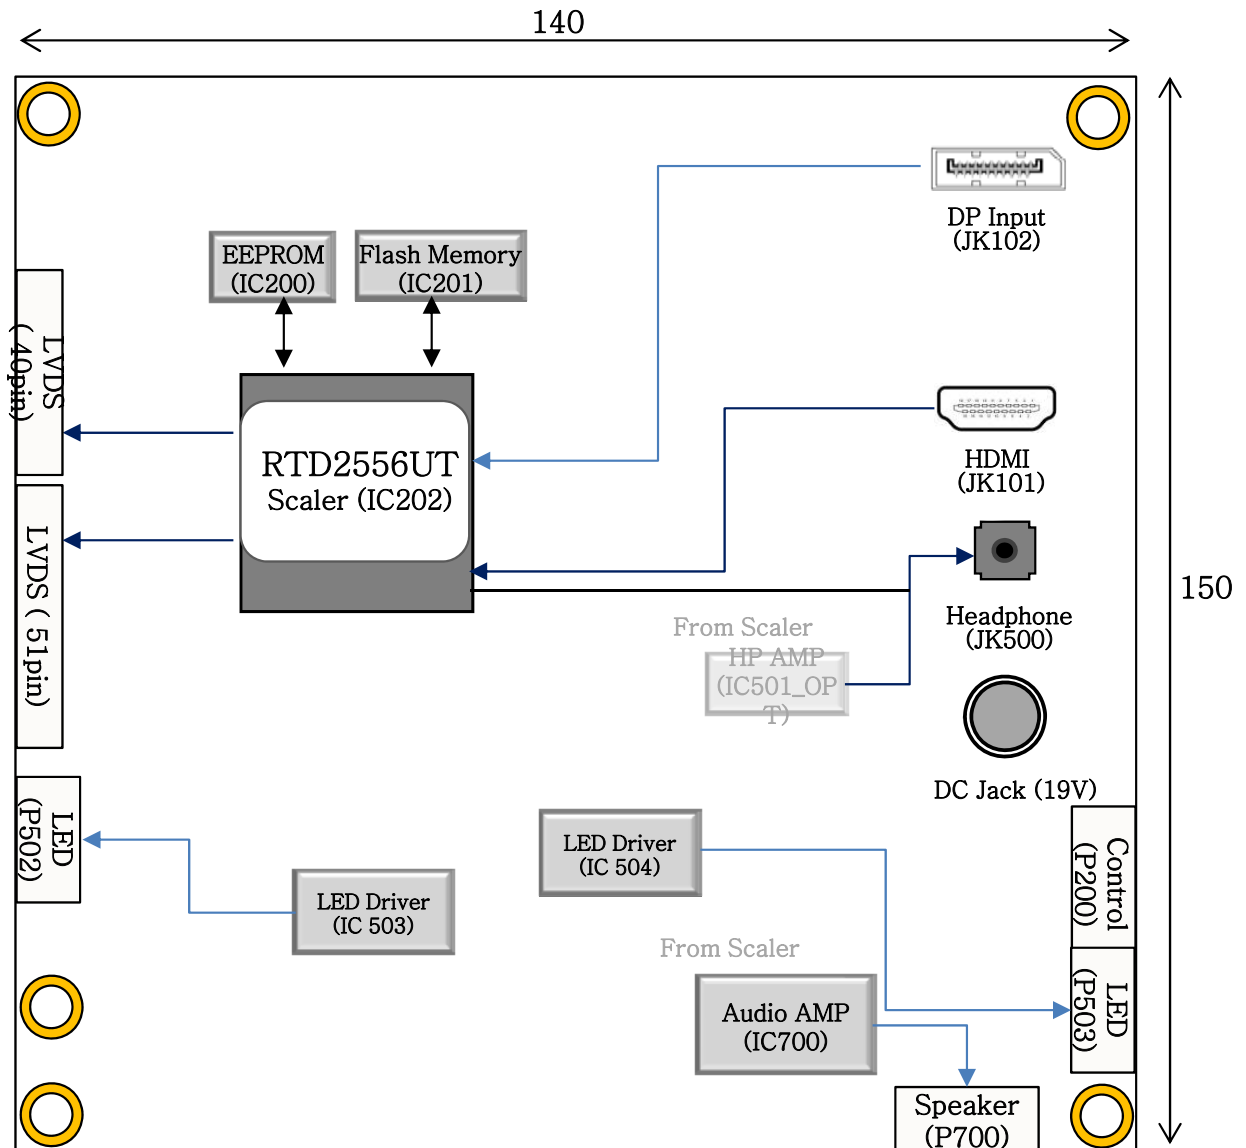 140
DP Input
(JK102)
EEPROM
(IC200)
Flash Memory
(IC201)
LVDS
( 40pin)
RTD2556UT
Scaler (IC202)
HDMI
(JK101)
LVDS ( 51pin)
150
Headphone
(JK500)
From Scaler
HP AMP
(IC501_OP
T)
DC Jack (19V)
LED
(P502)
LED Driver
(IC 504)
Control
(P200)
LED Driver
(IC 503)
From Scaler
LED
(P503)
Audio AMP
(IC700)
Speaker
(P700)